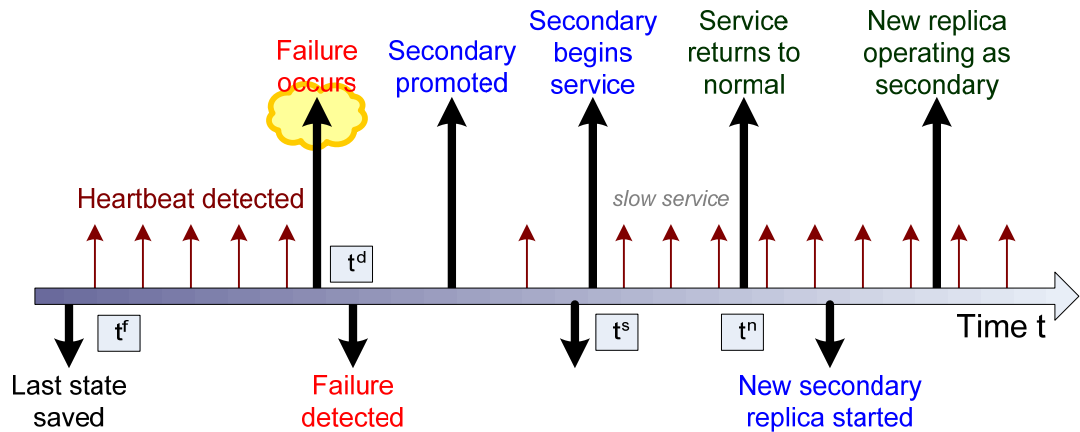 Failure
occurs
Secondary
promoted
Secondary
begins
service
Service
returns to
normal
New replica
operating as
secondary
Heartbeat detected
slow service
t^d
t^f
t^s
t^n
Time t
Last state
saved
Failure
detected
New secondary
replica started